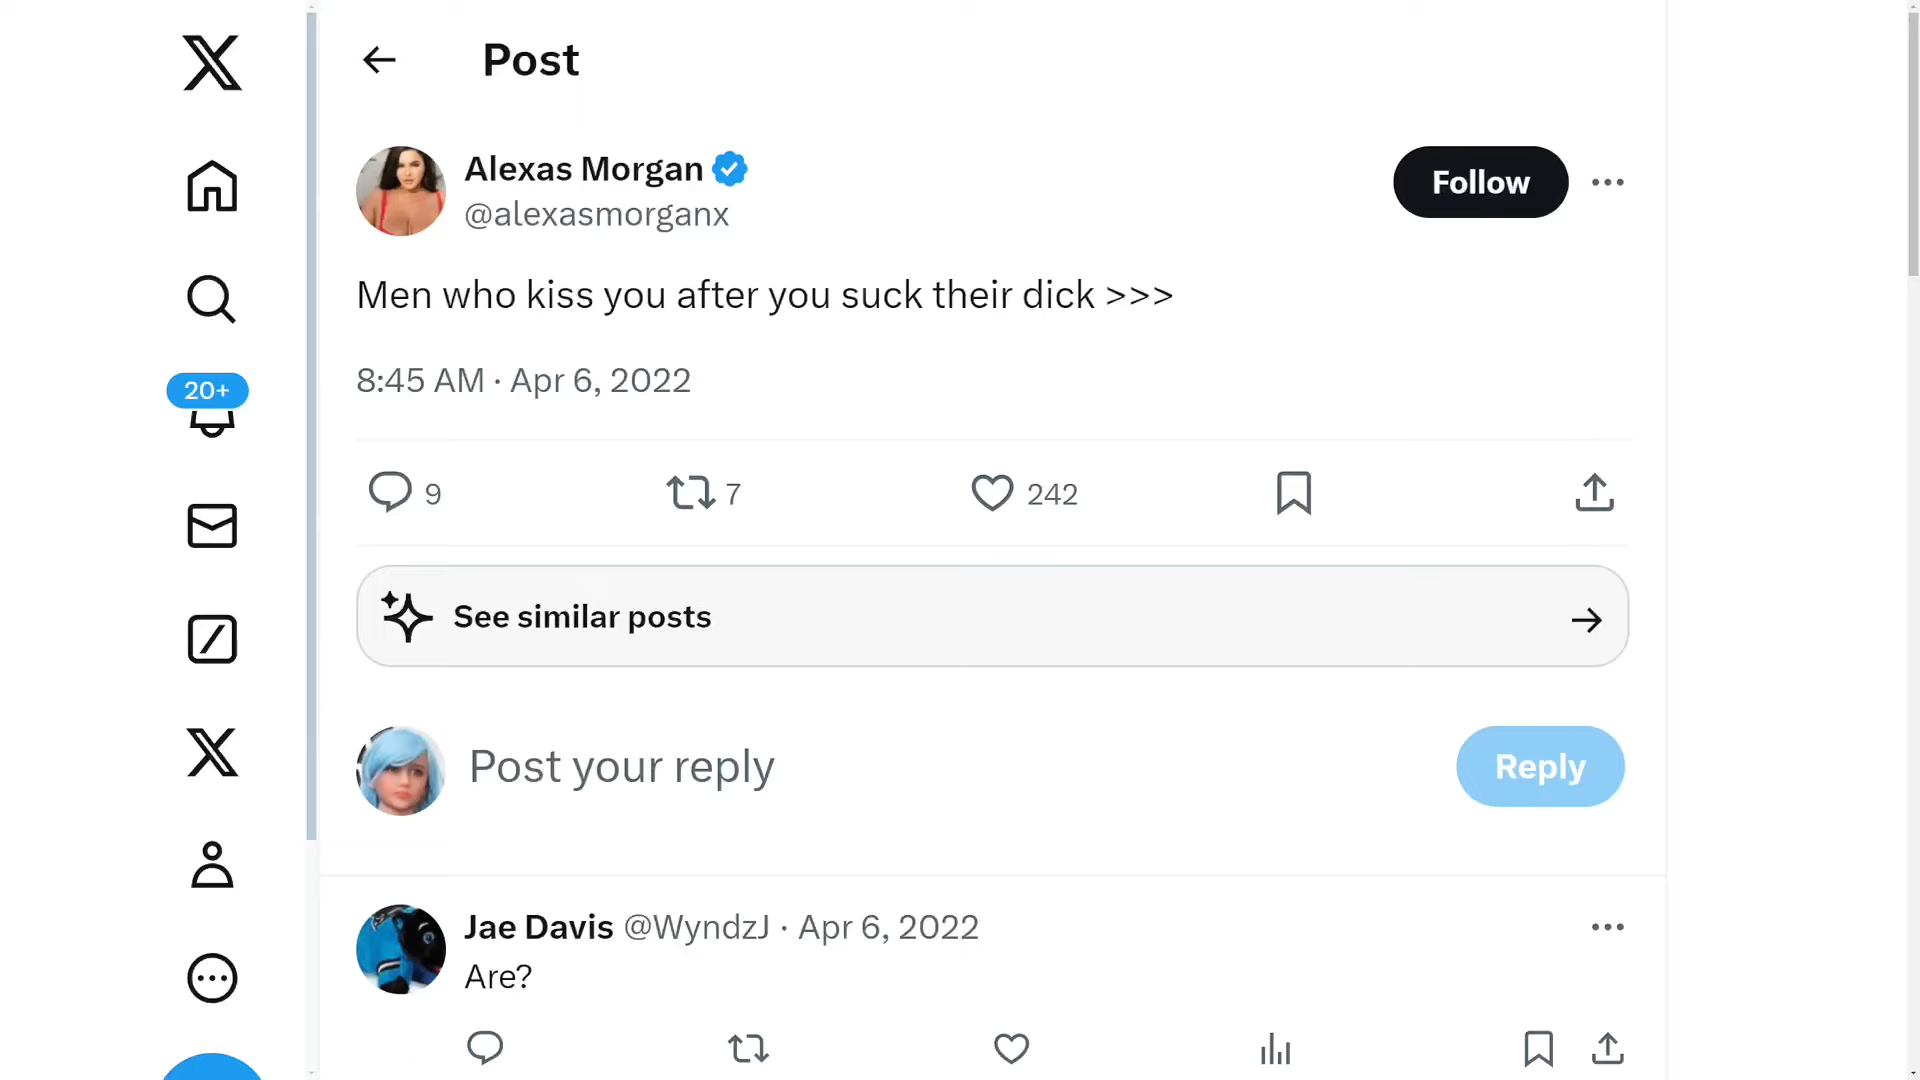 Post
Alexas Morgan
@alexasmorganx
Follow
Men who kiss you after you suck their dick >>>
8:45 AM · Apr 6, 2022
20+
9
7
242
See similar posts
Post your reply
Reply
Jae Davis @WyndzJ · Apr 6, 2022
Are?